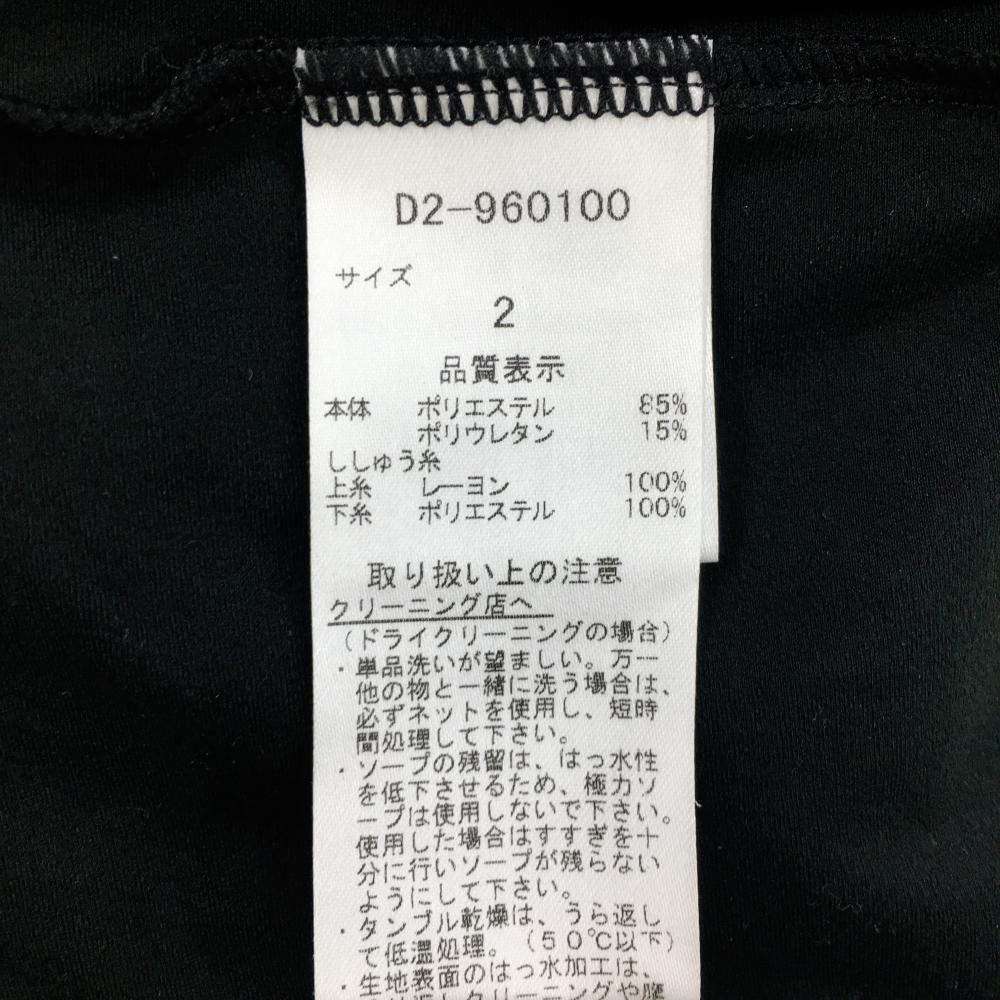 D2-960100
サイズ
2
品質表示
本体 ポリエステル 85%
ポリウレタン 15%
ししゅう糸
上糸 レーヨン 100%
下糸 ポリエステル 100%
取り扱い上の注意
クリーニング店へ
（ドライクリーニングの場合）
・単品洗いが望ましい。万一
他の物と一緒に洗う場合は、
必ずネットを使用し、短時
間処理して下さい。
・ソープの残留は、はっ水性
を低下させるため、極力ソ
ープは使用しないで下さい。
使用した場合はすすぎを十
分に行いソープが残らない
ようにして下さい。
・タンブル乾燥は、うら返し
て低温処理。（５０℃以下）
・生地表面のはっ水加工は、
クリーニングや